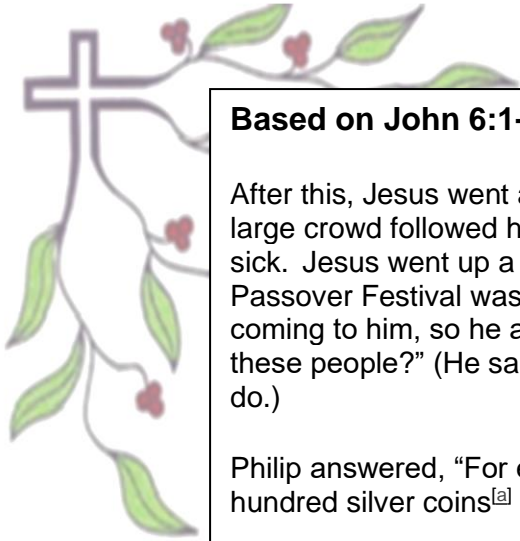 Based on John 6:1-
After this, Jesus went
large crowd followed
sick.  Jesus went up a
Passover Festival was
coming to him, so he
these people?” (He
do.)
Philip answered, “For
hundred silver coins[a]